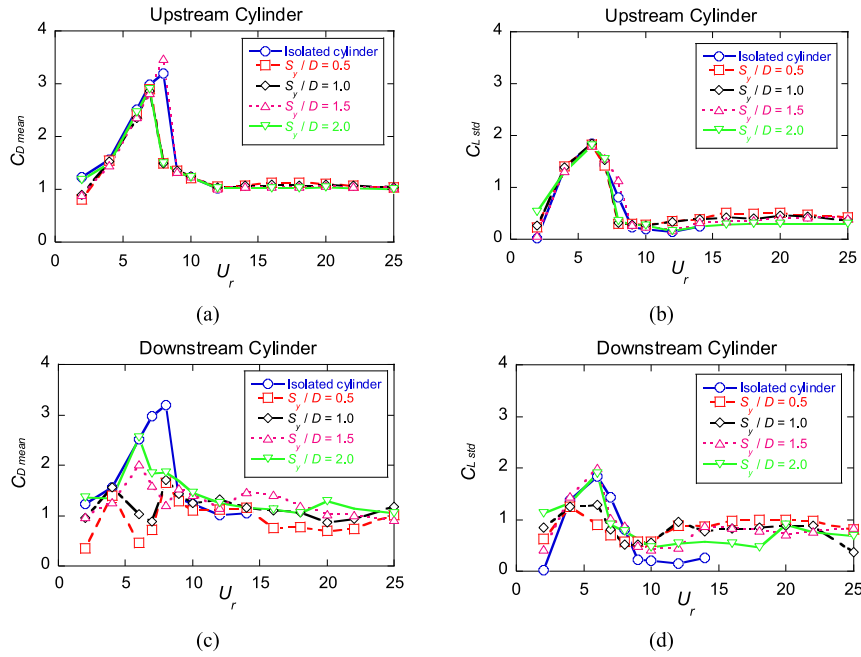 Upstream Cylinder
4
3
2
1
0
C_D mean
0
5
10
15
20
25
U_r
Isolated cylinder
S_y / D = 0.5
S_y / D = 1.0
S_y / D = 1.5
S_y / D = 2.0
(a)
Upstream Cylinder
4
3
2
1
0
C_L std
0
5
10
15
20
25
U_r
Isolated cylinder
S_y / D = 0.5
S_y / D = 1.0
S_y / D = 1.5
S_y / D = 2.0
(b)
Downstream Cylinder
4
3
2
1
0
C_D mean
0
5
10
15
20
25
U_r
Isolated cylinder
S_y / D = 0.5
S_y / D = 1.0
S_y / D = 1.5
S_y / D = 2.0
(c)
Downstream Cylinder
4
3
2
1
0
C_L std
0
5
10
15
20
25
U_r
Isolated cylinder
S_y / D = 0.5
S_y / D = 1.0
S_y / D = 1.5
S_y / D = 2.0
(d)